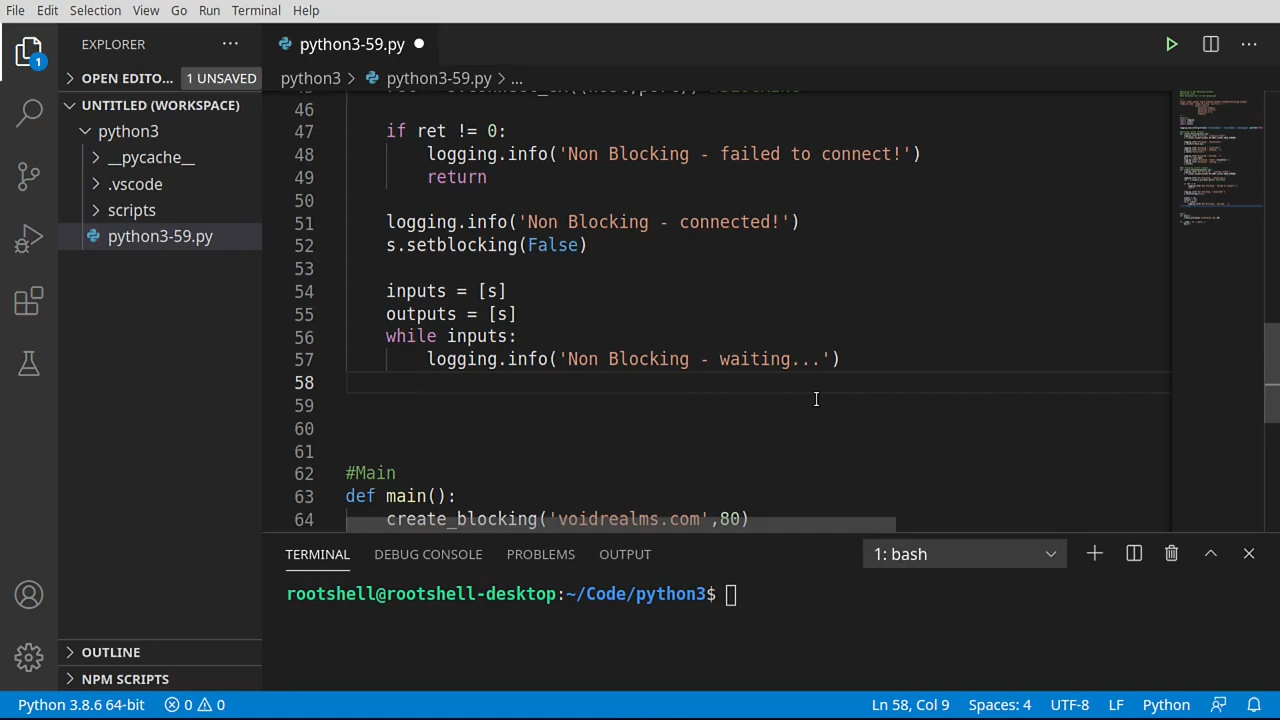 File Edit Selection View Go Run Terminal Help
EXPLORER
python3-59.py
1
OPEN EDITO... 1 UNSAVED
python3 > python3-59.py > ...
UNTITLED (WORKSPACE)
python3
__pycache__
.vscode
scripts
python3-59.py
46
47 if ret != 0:
48 logging.info('Non Blocking - failed to connect!')
49 return
50
51 logging.info('Non Blocking - connected!')
52 s.setblocking(False)
53
54 inputs = [s]
55 outputs = [s]
56 while inputs:
57 logging.info('Non Blocking - waiting...')
58
59
60
61
62 #Main
63 def main():
64 create_blocking('voidrealms.com',80)
TERMINAL DEBUG CONSOLE PROBLEMS OUTPUT
1: bash
rootshell@rootshell-desktop:~/Code/python3$
OUTLINE
NPM SCRIPTS
Python 3.8.6 64-bit 0 0 Ln 58, Col 9 Spaces: 4 UTF-8 LF Python